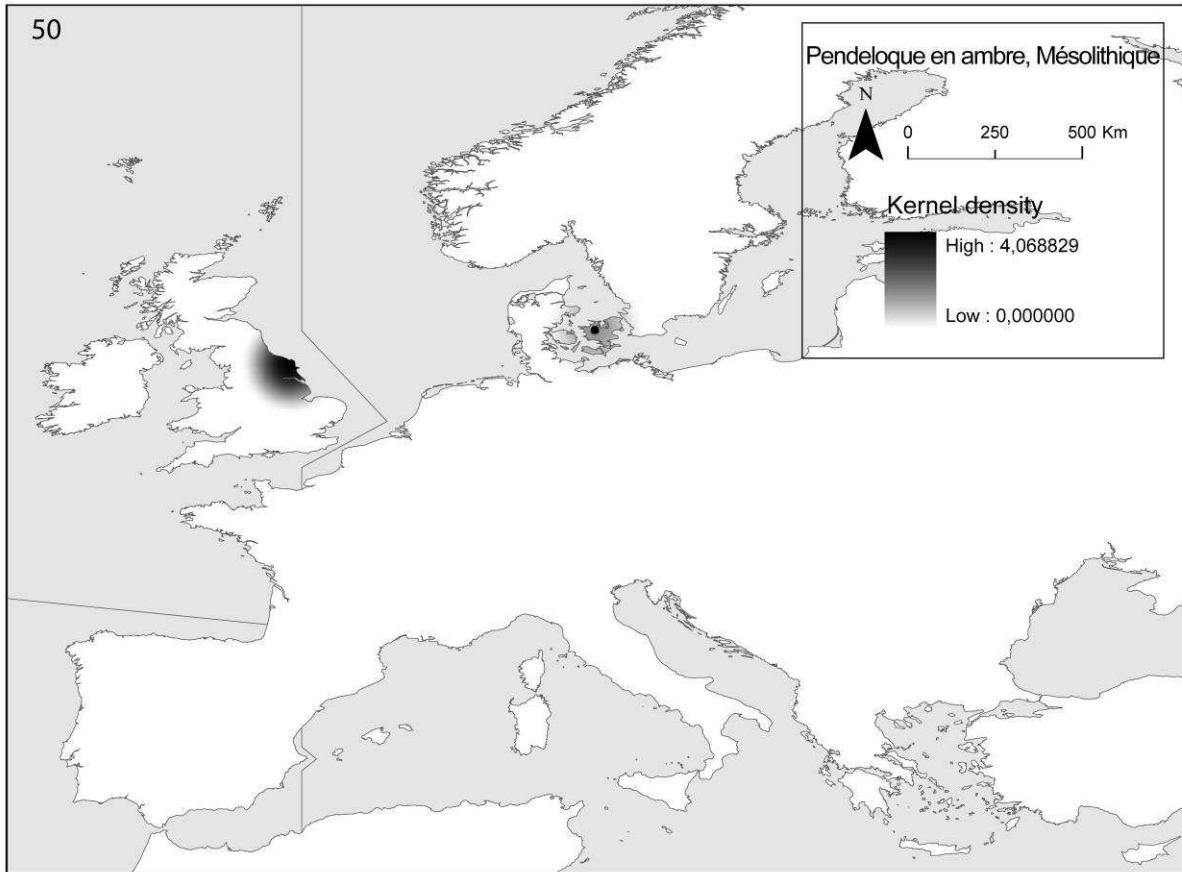 50
Pendeloque en ambre, Mésolithique
N
0 250 500 Km
Kernel density
High : 4,068829
Low : 0,000000